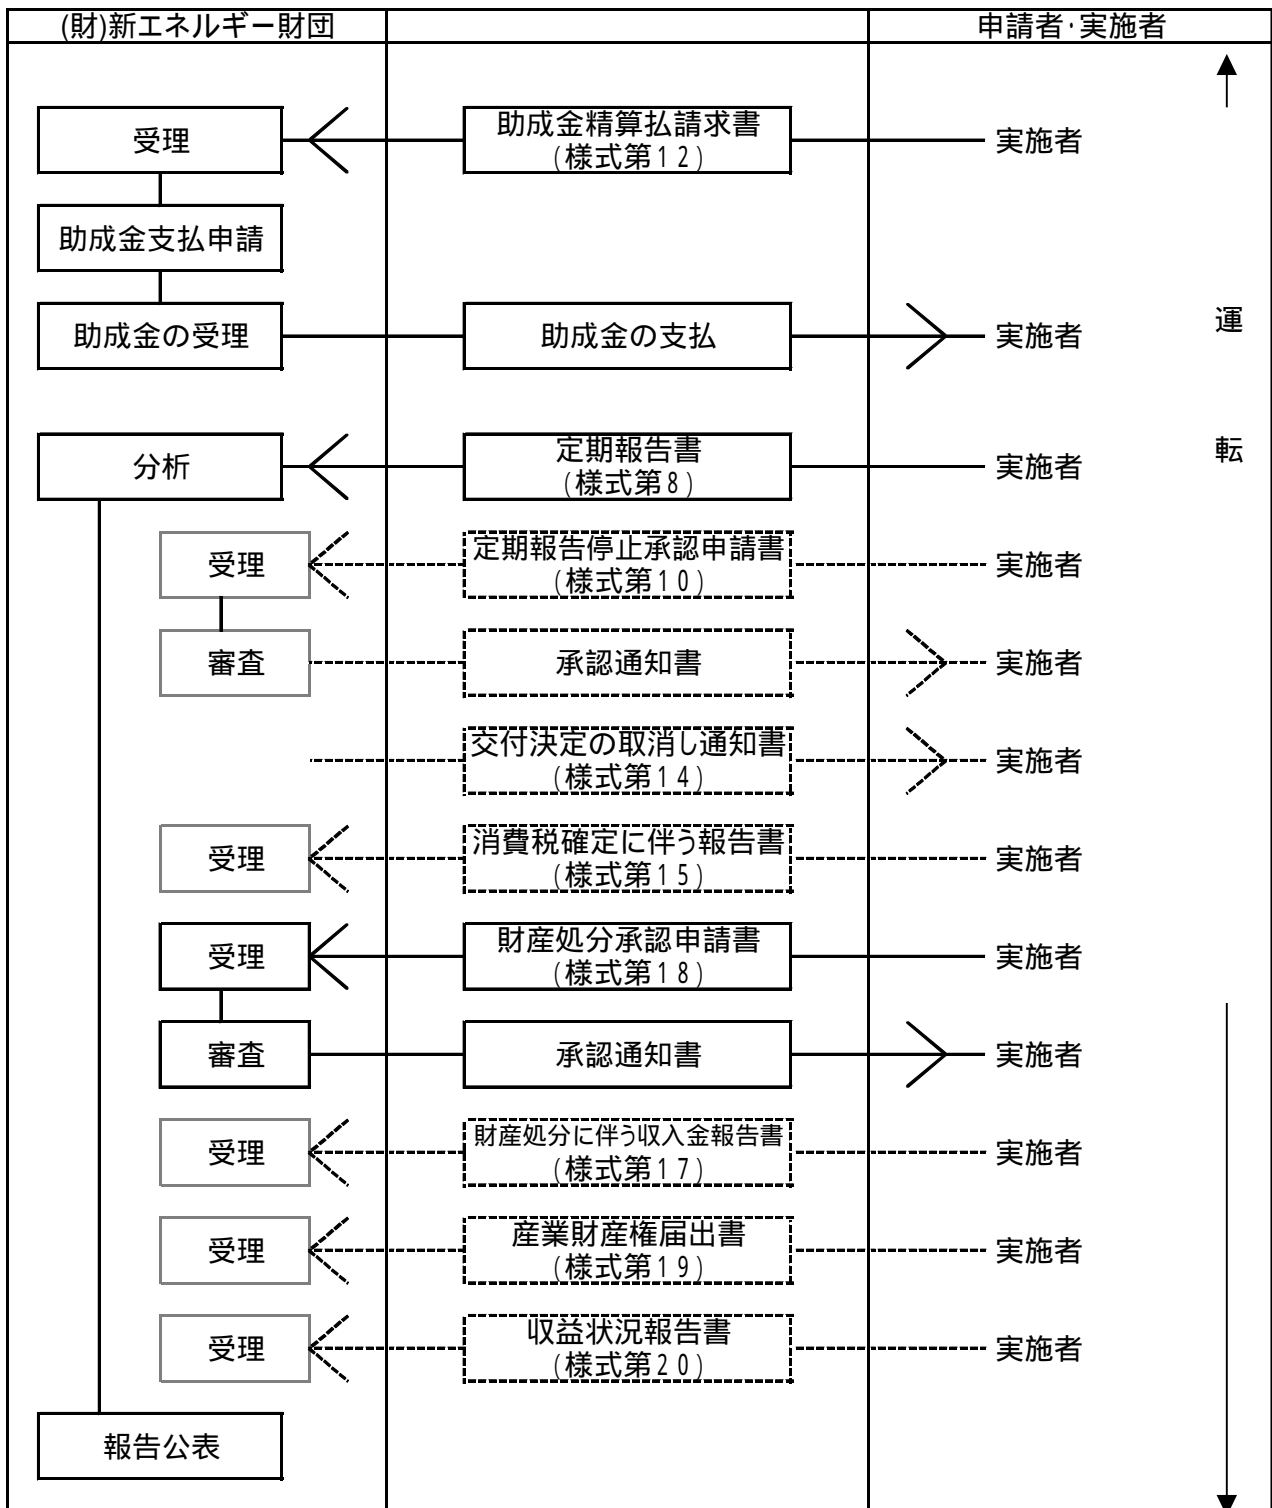 (財)新エネルギー財団
申請者・実施者
受理
助成金精算払請求書
(様式第12)
実施者
助成金支払申請
助成金の受理
助成金の支払
実施者
運
転
分析
定期報告書
(様式第8)
実施者
受理
定期報告停止承認申請書
(様式第10)
実施者
審査
承認通知書
実施者
交付決定の取消し通知書
(様式第14)
実施者
受理
消費税確定に伴う報告書
(様式第15)
実施者
受理
財産処分承認申請書
(様式第18)
実施者
審査
承認通知書
実施者
受理
財産処分に伴う収入金報告書
(様式第17)
実施者
受理
産業財産権届出書
(様式第19)
実施者
受理
収益状況報告書
(様式第20)
実施者
報告公表